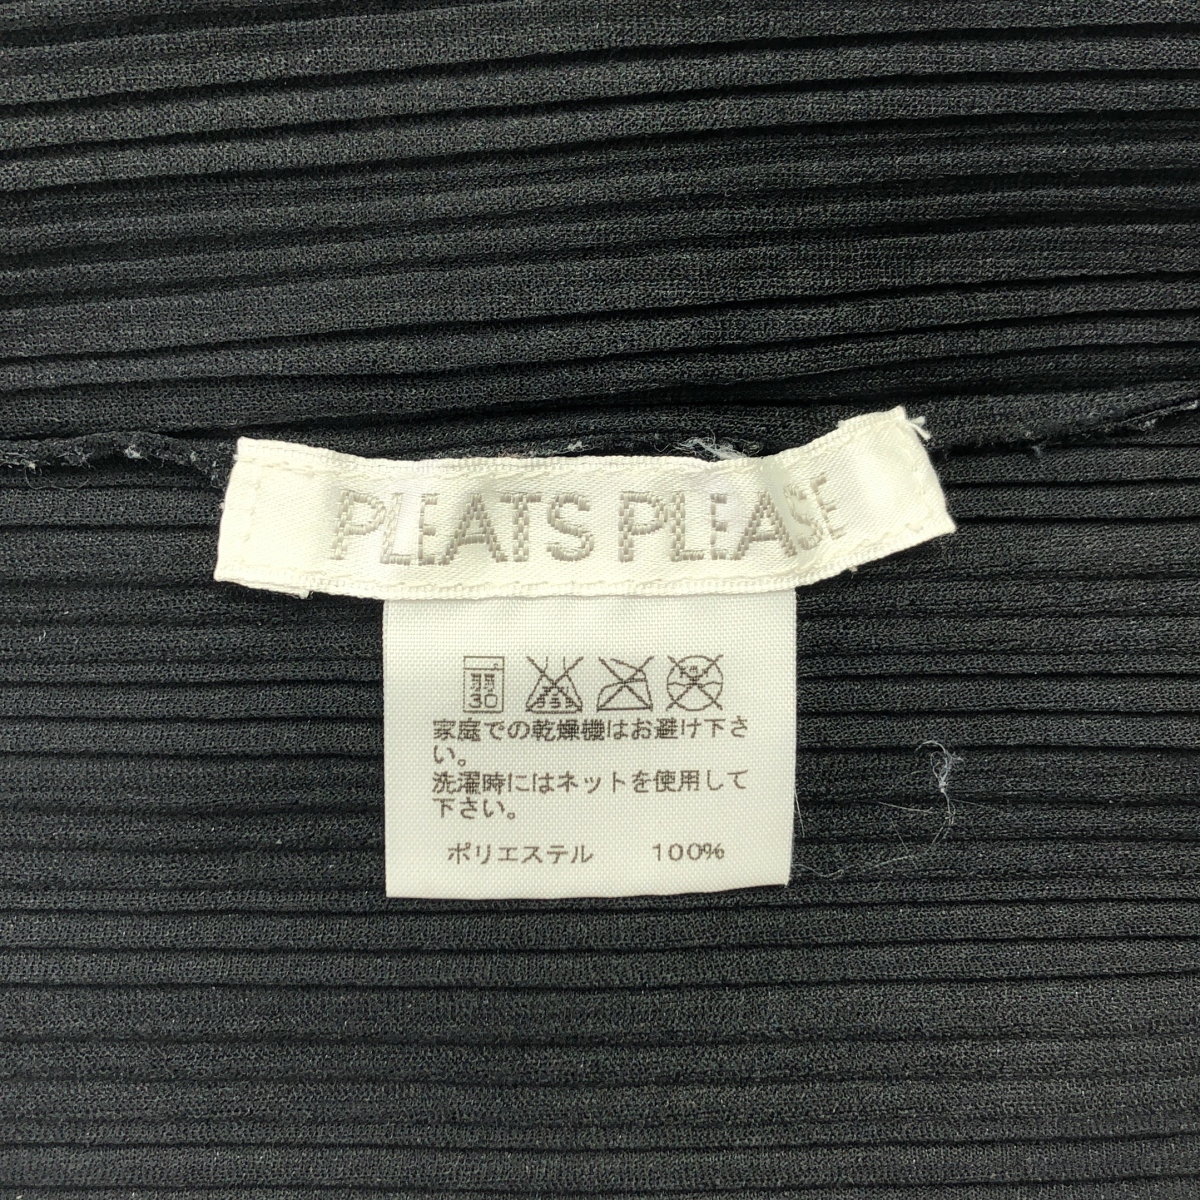 PLEATS PLEASE
弱
30
家庭での乾燥機はお避け下さ
い。
洗濯時にはネットを使用して
下さい。
ポリエステル 100%